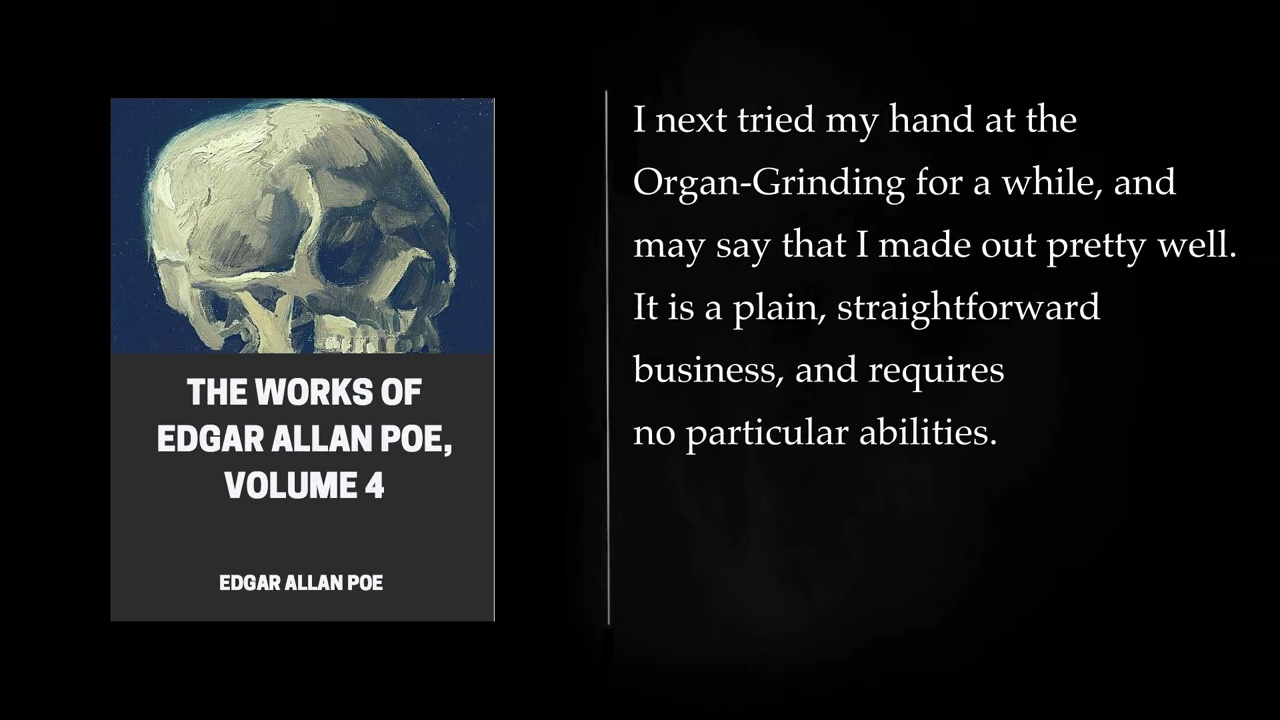 THE WORKS OF
EDGAR ALLAN POE,
VOLUME 4
EDGAR ALLAN POE
I next tried my hand at the
Organ-Grinding for a while, and
may say that I made out pretty well.
It is a plain, straightforward
business, and requires
no particular abilities.